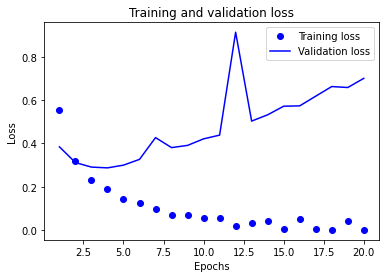 Training and validation loss
Training loss
Validation loss
Loss
0.8
0.6
0.4
0.2
0.0
2.5 5.0 7.5 10.0 12.5 15.0 17.5 20.0
Epochs